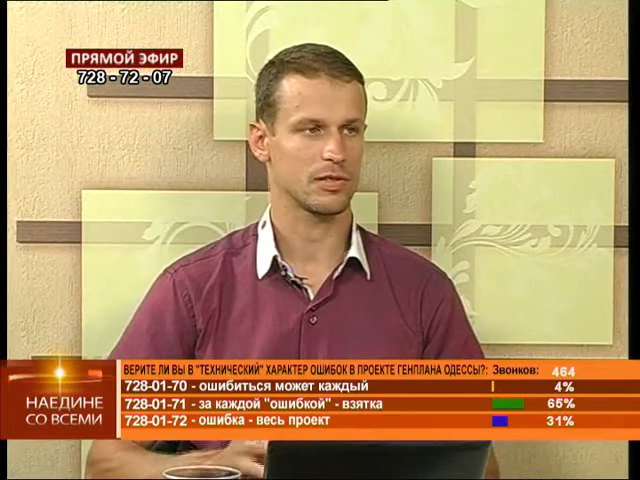 ПРЯМОЙ ЭФИР
728 - 72 - 07
ВЕРИТЕ ЛИ ВЫ В "ТЕХНИЧЕСКИЙ" ХАРАКТЕР ОШИБОК В ПРОЕКТЕ ГЕНПЛАНА ОДЕССЫ?: Звонков: 464
728-01-70 - ошибиться может каждый 4%
728-01-71 - за каждой "ошибкой" - взятка 65%
728-01-72 - ошибка - весь проект 31%
НАЕДИНЕ
СО ВСЕМИ